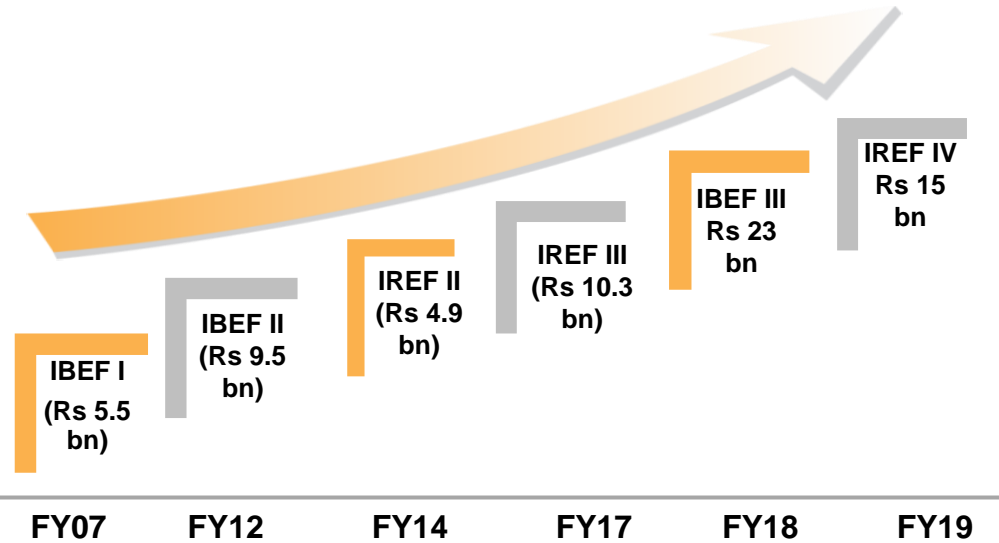 IBEF I
(Rs 5.5
bn)
IBEF II
(Rs 9.5
bn)
IREF II
(Rs 4.9
bn)
IREF III
(Rs 10.3
bn)
IBEF III
Rs 23
bn
IREF IV
Rs 15
bn
FY07 FY12 FY14 FY17 FY18 FY19